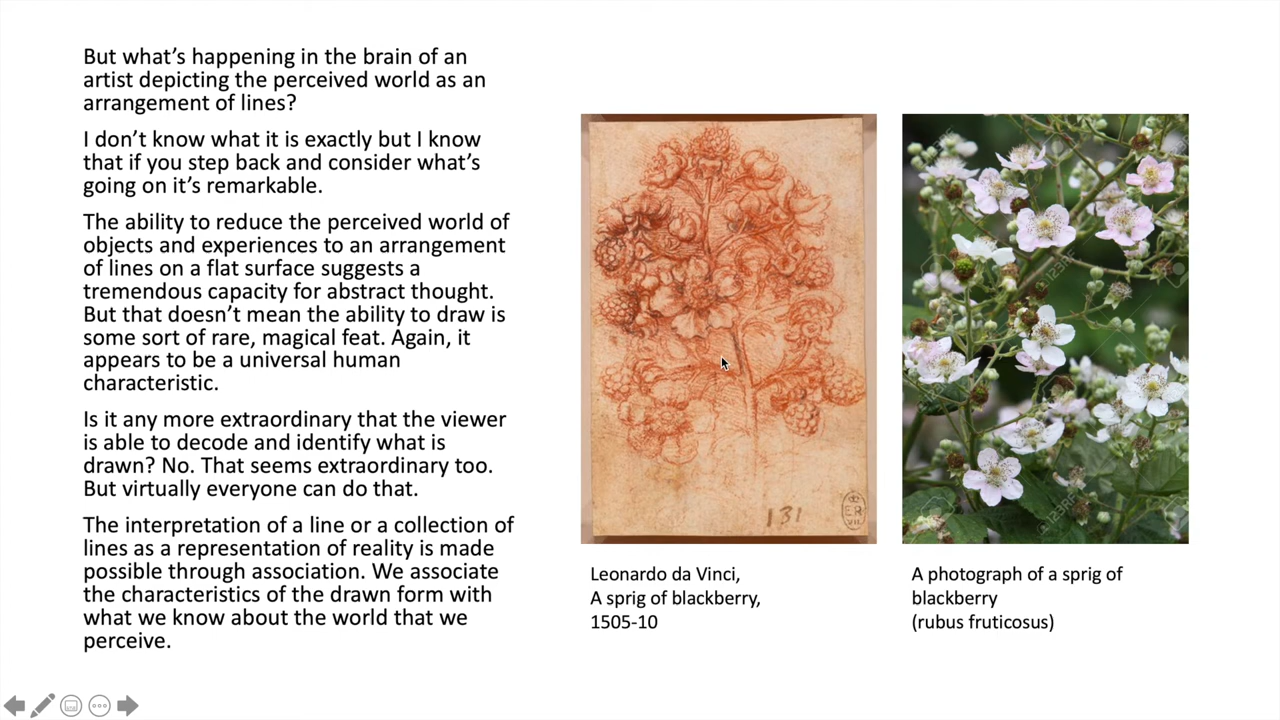 But what’s happening in the brain of an
artist depicting the perceived world as an
arrangement of lines?
I don’t know what it is exactly but I know
that if you step back and consider what’s
going on it’s remarkable.
The ability to reduce the perceived world of
objects and experiences to an arrangement
of lines on a flat surface suggests a
tremendous capacity for abstract thought.
But that doesn’t mean the ability to draw is
some sort of rare, magical feat. Again, it
appears to be a universal human
characteristic.
Is it any more extraordinary that the viewer
is able to decode and identify what is
drawn? No. That seems extraordinary too.
But virtually everyone can do that.
The interpretation of a line or a collection of
lines as a representation of reality is made
possible through association. We associate
the characteristics of the drawn form with
what we know about the world that we
perceive.
131
ER
VII
Leonardo da Vinci,
A sprig of blackberry,
1505-10
123RF
A photograph of a sprig of
blackberry
(rubus fruticosus)